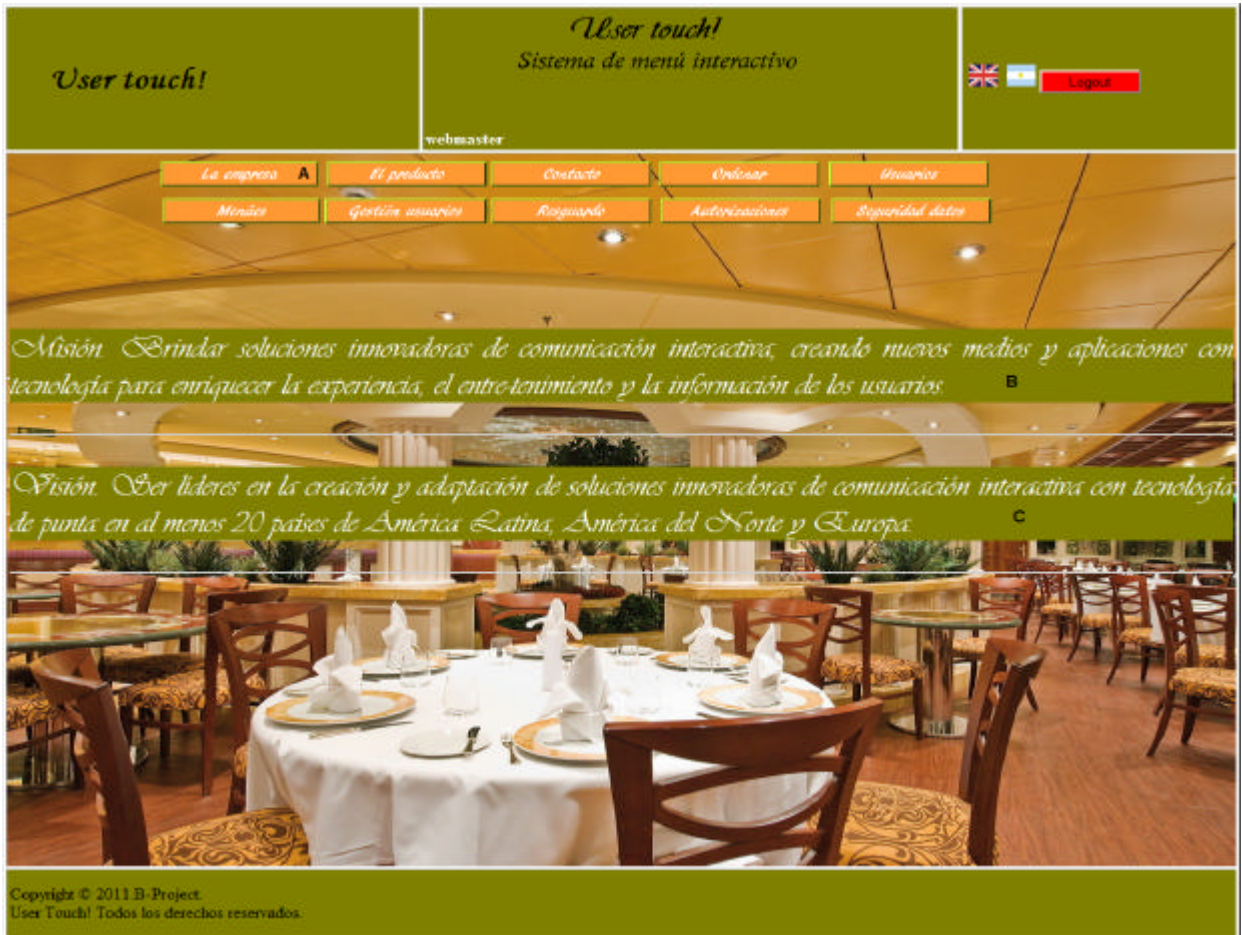 User touch!
User touch!
Sistema de menú interactivo
webmaster
Logout
La empresa A
El producto
Contacto
Ordenar
Usuarios
Menúes
Gestión usuarios
Resguardo
Autorizaciones
Seguridad datos
Misión. Brindar soluciones innovadoras de comunicación interactiva, creando nuevos medios y aplicaciones con
tecnología para enriquecer la experiencia, el entre-tenimiento y la información de los usuarios. B
Visión. Ser líderes en la creación y adaptación de soluciones innovadoras de comunicación interactiva con tecnología
de punta en al menos 20 países de América Latina, América del Norte y Europa. C
Copyright © 2011 B-Project.
User Touch! Todos los derechos reservados.